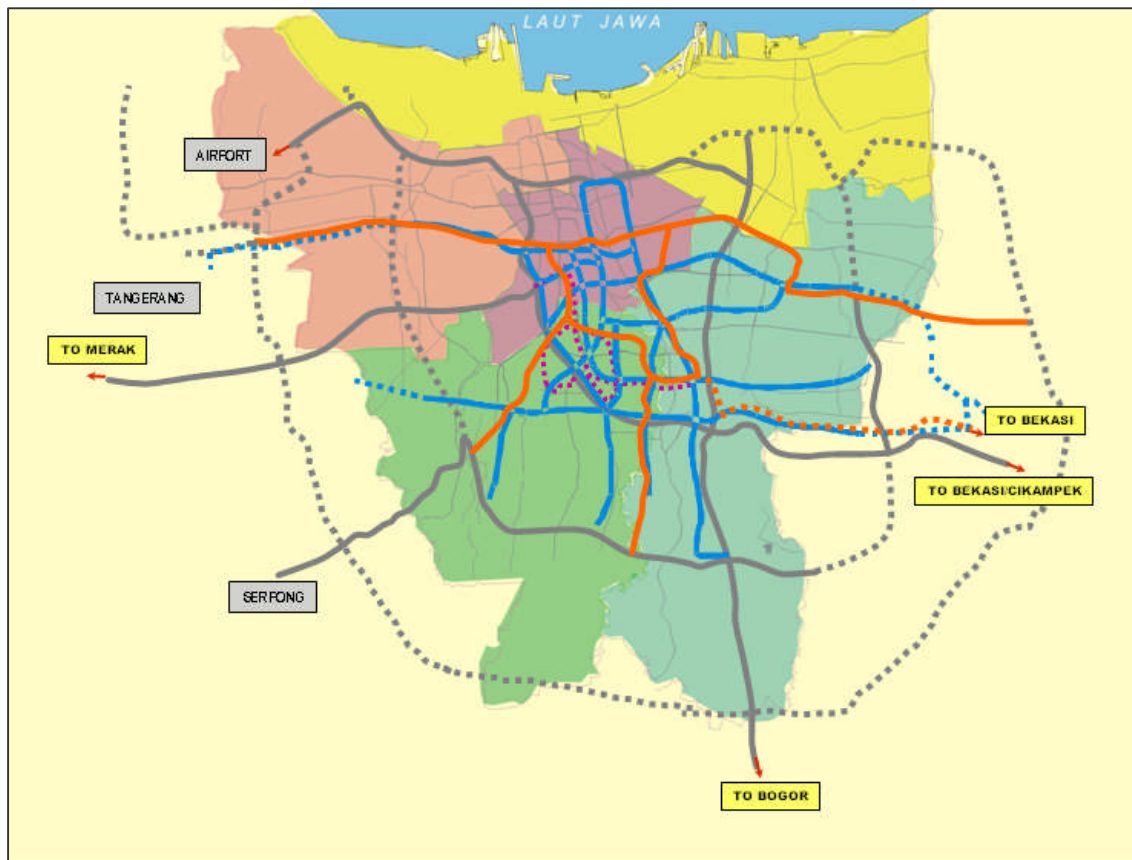 LAUT JAWA
AIRFORT
TANGERANG
TO MERAK
TO BEKASI
TO BEKASI/CIKAMPEK
SERFONG
TO BOGOR